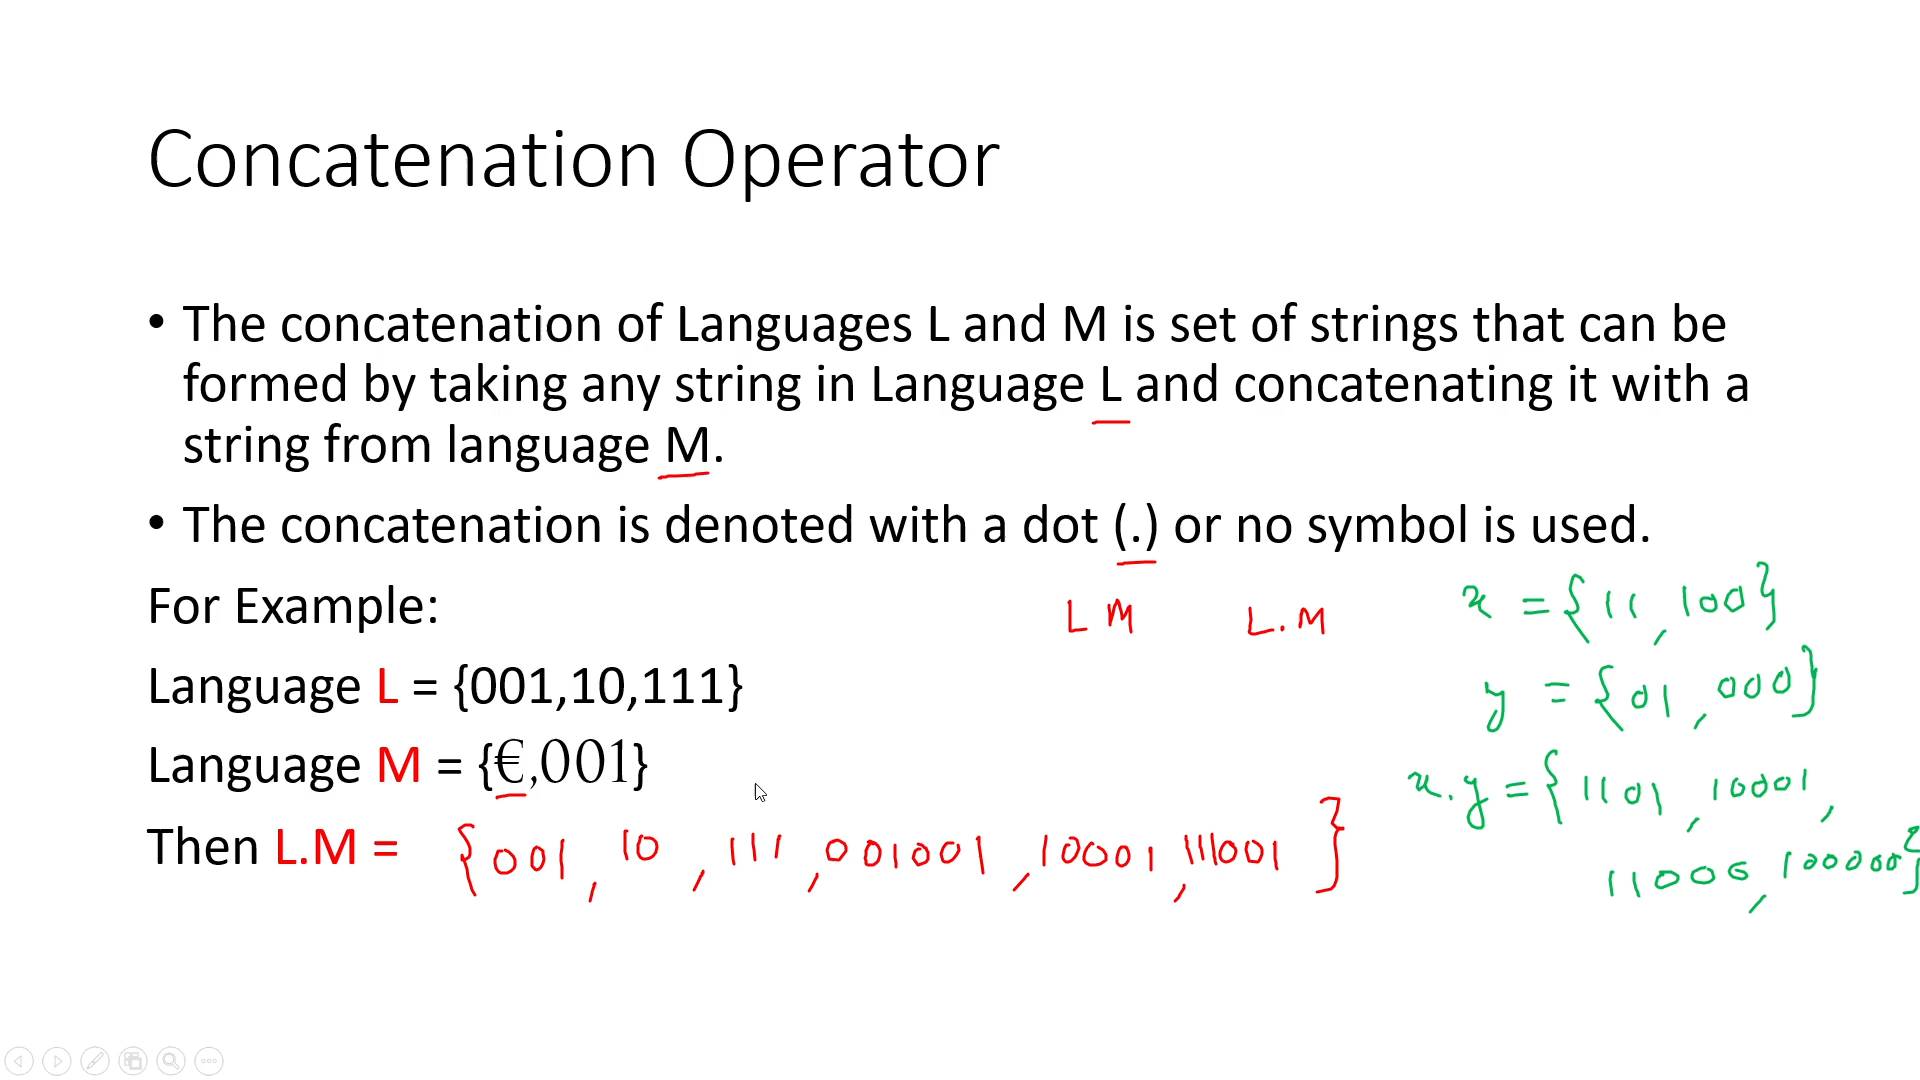 Concatenation Operator
• The concatenation of Languages L and M is set of strings that can be
formed by taking any string in Language L and concatenating it with a
string from language M.
• The concatenation is denoted with a dot (.) or no symbol is used.
For Example:
L M L.M
x = {11, 100}
Language L = {001,10,111}
y = {01, 000}
Language M = {€,001}
x.y = {1101, 10001,
Then L.M = {001, 10, 111, 001001, 10001, 111001}
11000, 100000}